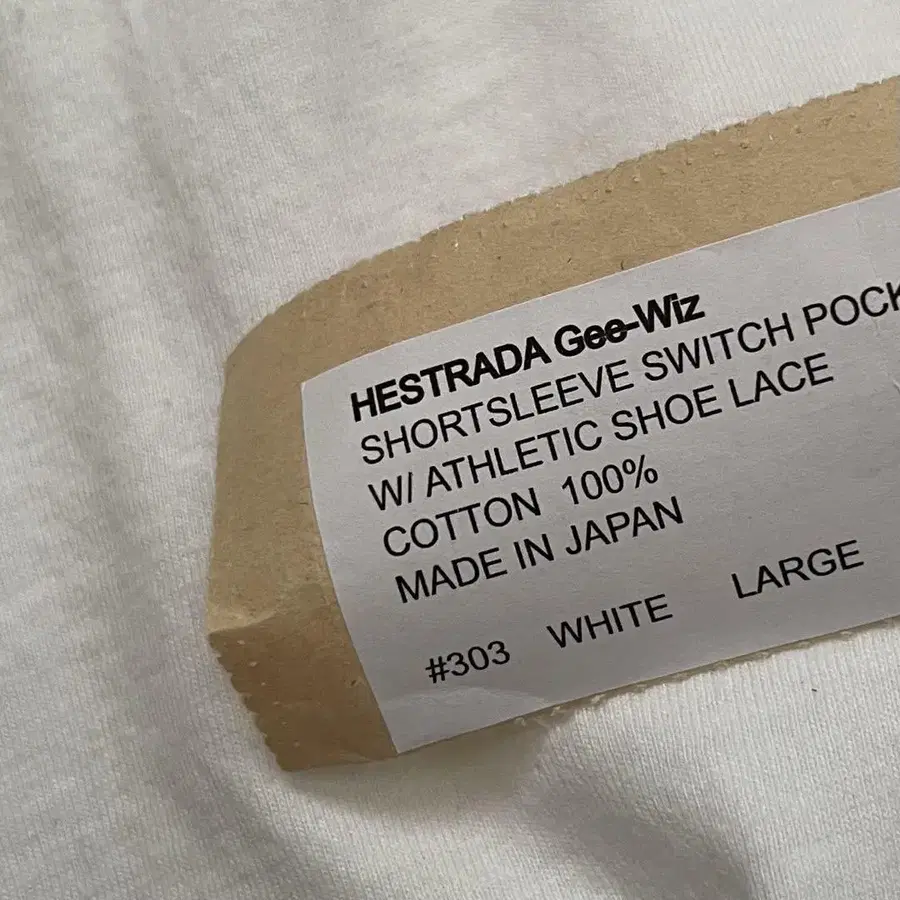 HESTRADA Gee-Wiz
SHORTSLEEVE SWITCH POCK
W/ ATHLETIC SHOE LACE
COTTON 100%
MADE IN JAPAN
#303 WHITE LARGE